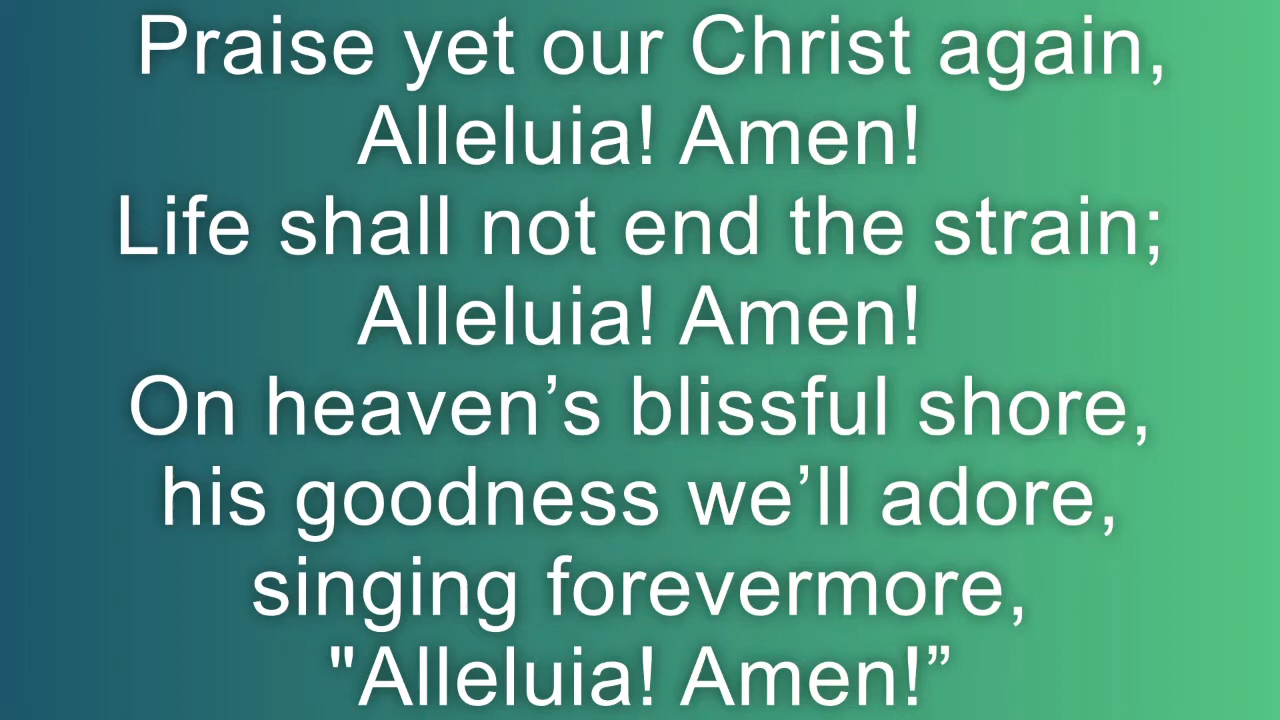 Praise yet our Christ again,
Alleluia! Amen!
Life shall not end the strain;
Alleluia! Amen!
On heaven’s blissful shore,
his goodness we’ll adore,
singing forevermore,
"Alleluia! Amen!”